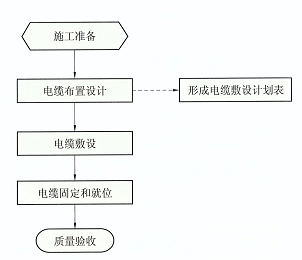 施工准备
电缆布置设计
形成电缆敷设计划表
电缆敷设
电缆固定和就位
质量验收